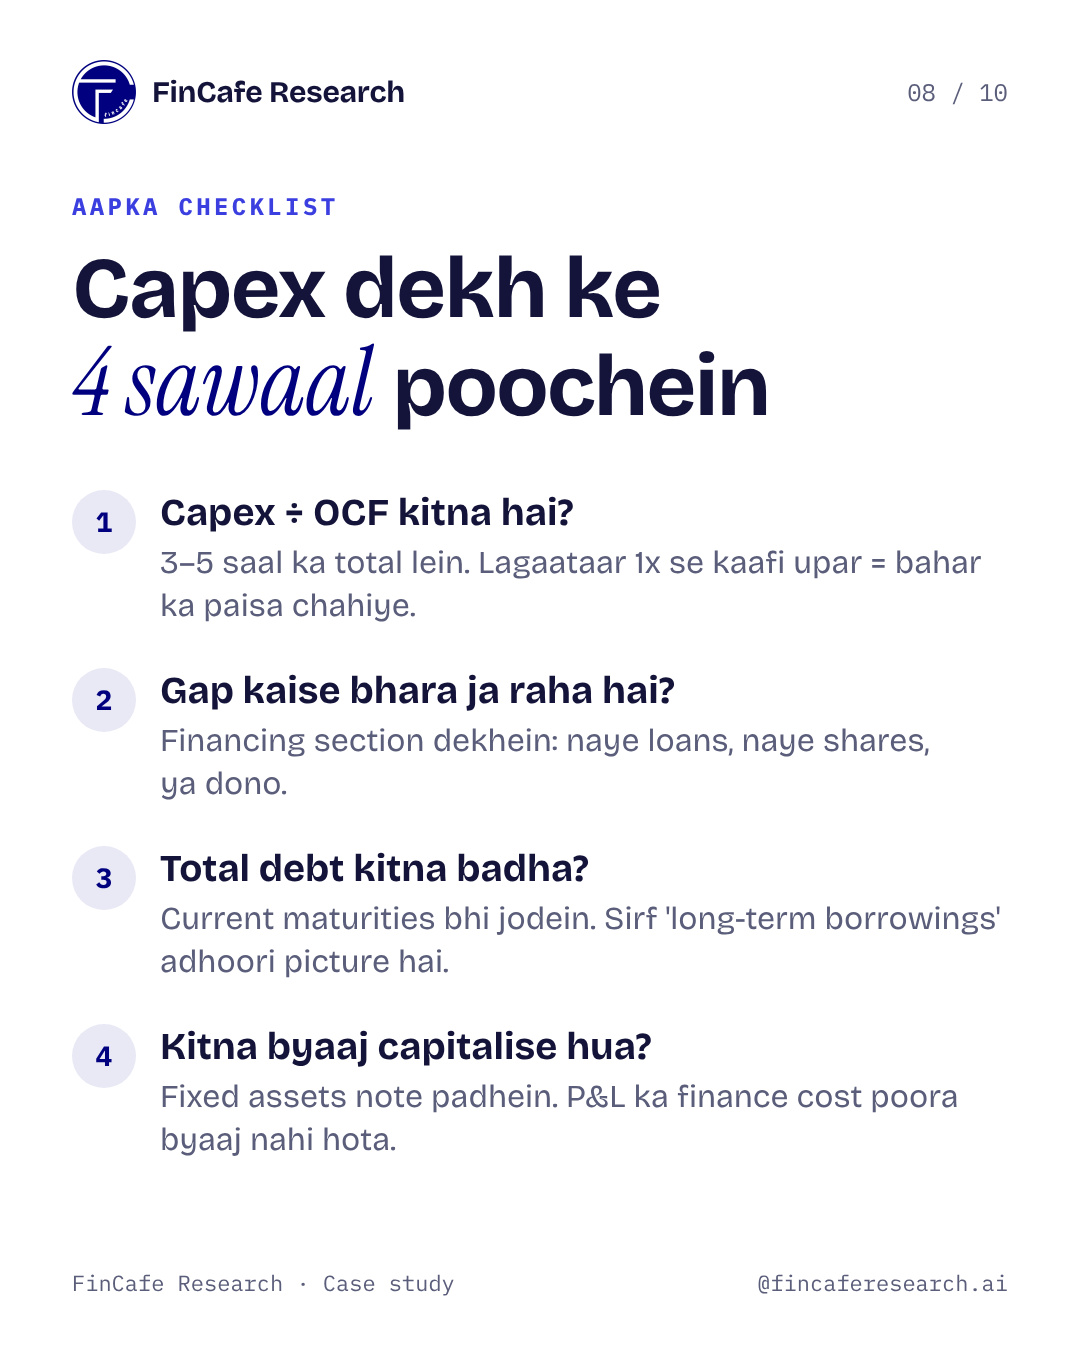 FinCafe Research
08 / 10
AAPKA CHECKLIST
Capex dekh ke
4 sawaal poochein
1
Capex ÷ OCF kitna hai?
3–5 saal ka total lein. Lagaataar 1x se kaafi upar = bahar
ka paisa chahiye.
2
Gap kaise bhara ja raha hai?
Financing section dekhein: naye loans, naye shares,
ya dono.
3
Total debt kitna badha?
Current maturities bhi jodein. Sirf 'long-term borrowings'
adhoori picture hai.
4
Kitna byaaj capitalise hua?
Fixed assets note padhein. P&L ka finance cost poora
byaaj nahi hota.
FinCafe Research · Case study
@fincaferesearch.ai